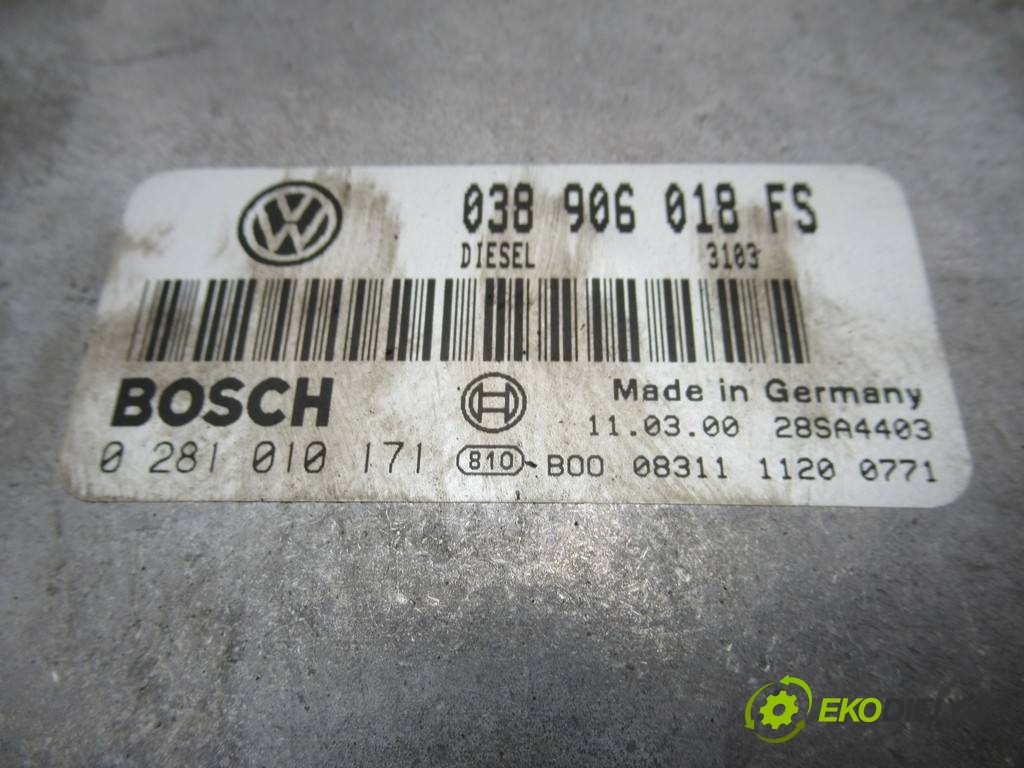 038 906 018 FS
DIESEL 3103
BOSCH
Made in Germany
11.03.00 28SA4403
0 281 010 171 810 B00 08311 1120 0771
EKODIELY